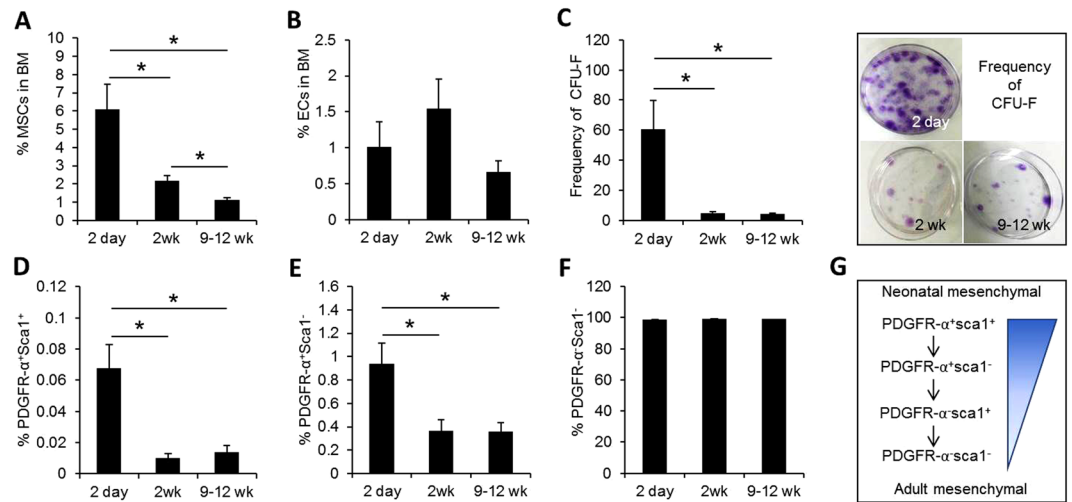 A
% MSCs in BM
10
9
8
7
6
5
4
3
2
1
0
*
*
*
2 day
2wk
9-12 wk
B
% ECs in BM
2.5
2
1.5
1
0.5
0
2 day
2wk
9-12 wk
C
Frequency of CFU-F
120
100
80
60
40
20
0
*
*
2 day
2wk
9-12 wk
2 day
Frequency
of
CFU-F
2 wk
9-12 wk
D
% PDGFR-α⁺Sca1⁺
0.12
0.1
0.08
0.06
0.04
0.02
0
*
*
2 day
2wk
9-12 wk
E
% PDGFR-α⁺Sca1⁻
1.6
1.4
1.2
1
0.8
0.6
0.4
0.2
0
*
*
2 day
2wk
9-12 wk
F
% PDGFR-α⁻Sca1⁻
120
100
80
60
40
20
0
2 day
2wk
9-12 wk
G
Neonatal mesenchymal
PDGFR-α⁺sca1⁺
PDGFR-α⁺sca1⁻
PDGFR-α⁻sca1⁺
PDGFR-α⁻sca1⁻
Adult mesenchymal